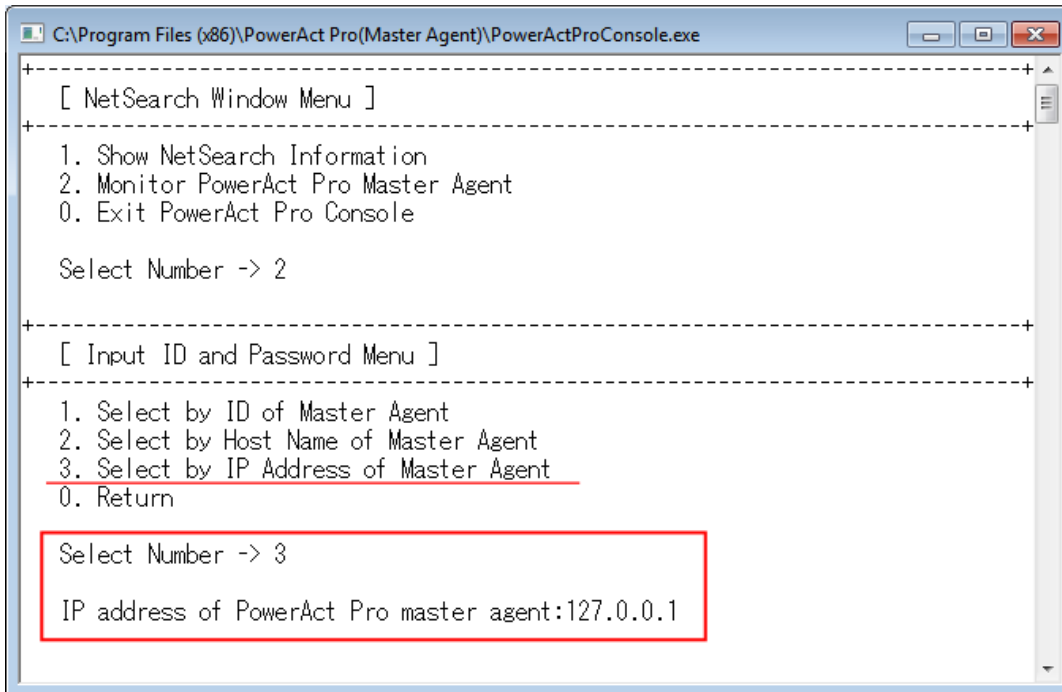 C:\Program Files (x86)\PowerAct Pro(Master Agent)\PowerActProConsole.exe
+------------------------------------------------------------------------------+
[ NetSearch Window Menu ]
+------------------------------------------------------------------------------+
1. Show NetSearch Information
2. Monitor PowerAct Pro Master Agent
0. Exit PowerAct Pro Console
Select Number -> 2
+------------------------------------------------------------------------------+
[ Input ID and Password Menu ]
+------------------------------------------------------------------------------+
1. Select by ID of Master Agent
2. Select by Host Name of Master Agent
3. Select by IP Address of Master Agent
0. Return
Select Number -> 3
IP address of PowerAct Pro master agent:127.0.0.1